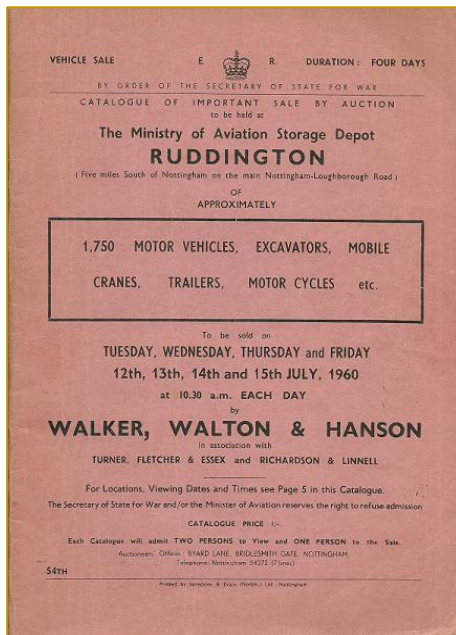 VEHICLE SALE E R DURATION: FOUR DAYS
BY ORDER OF THE SECRETARY OF STATE FOR WAR
CATALOGUE OF IMPORTANT SALE BY AUCTION
to be held at
The Ministry of Aviation Storage Depot
RUDDINGTON
(Five miles South of Nottingham on the main Nottingham-Loughborough Road)
OF
APPROXIMATELY
1,750 MOTOR VEHICLES, EXCAVATORS, MOBILE
CRANES, TRAILERS, MOTOR CYCLES etc.
To be sold on
TUESDAY, WEDNESDAY, THURSDAY and FRIDAY
12th, 13th, 14th and 15th JULY, 1960
at 10.30 a.m. EACH DAY
by
WALKER, WALTON & HANSON
in association with
TURNER, FLETCHER & ESSEX and RICHARDSON & LINNELL
For Locations, Viewing Dates and Times see Page 5 in this Catalogue.
The Secretary of State for War and/or the Minister of Aviation reserves the right to refuse admission
CATALOGUE PRICE 1/-.
Each Catalogue will admit TWO PERSONS to View and ONE PERSON to the Sale.
Auctioneers' Offices: BYARD LANE, BRIDLESMITH GATE, NOTTINGHAM.
Telephone: Nottingham 54272 (7 lines).
54TH
Printed by & Evans (Nottm.) Ltd. Nottingham